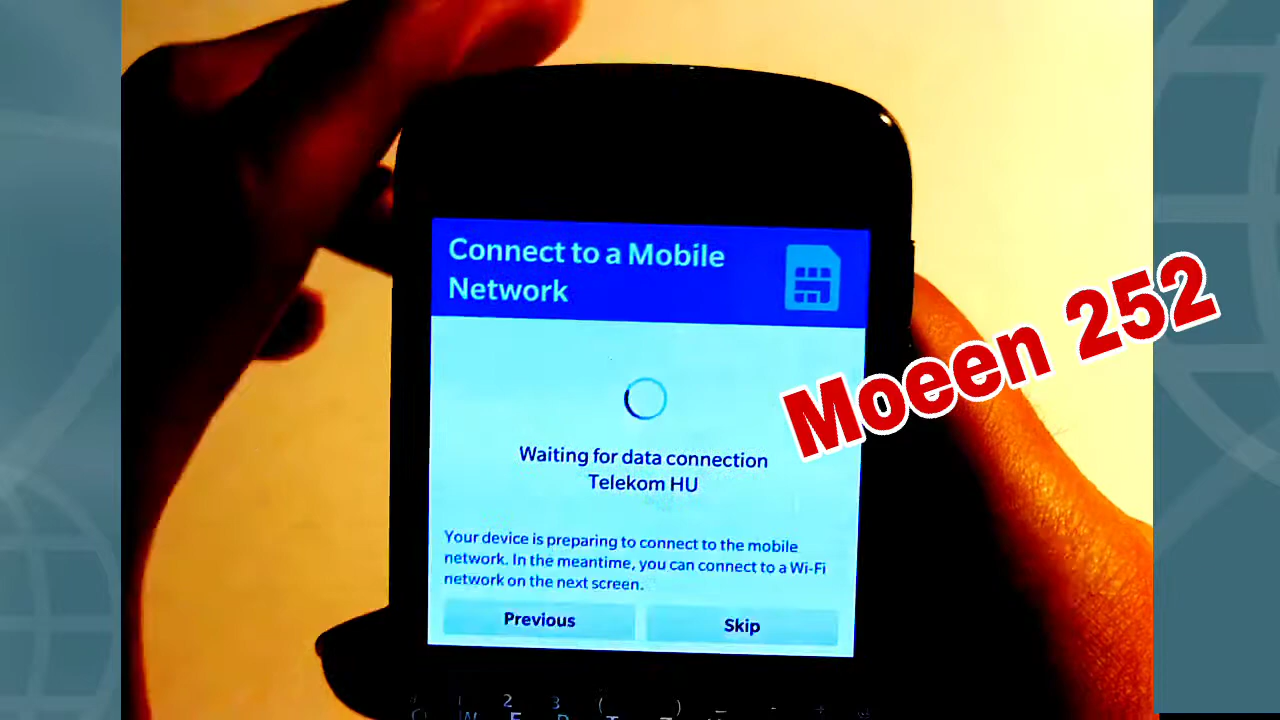 Connect to a Mobile
Network
Moeen 252
Waiting for data connection
Telekom HU
Your device is preparing to connect to the mobile
network. In the meantime, you can connect to a Wi-Fi
network on the next screen.
Previous
Skip
2 3 ( )